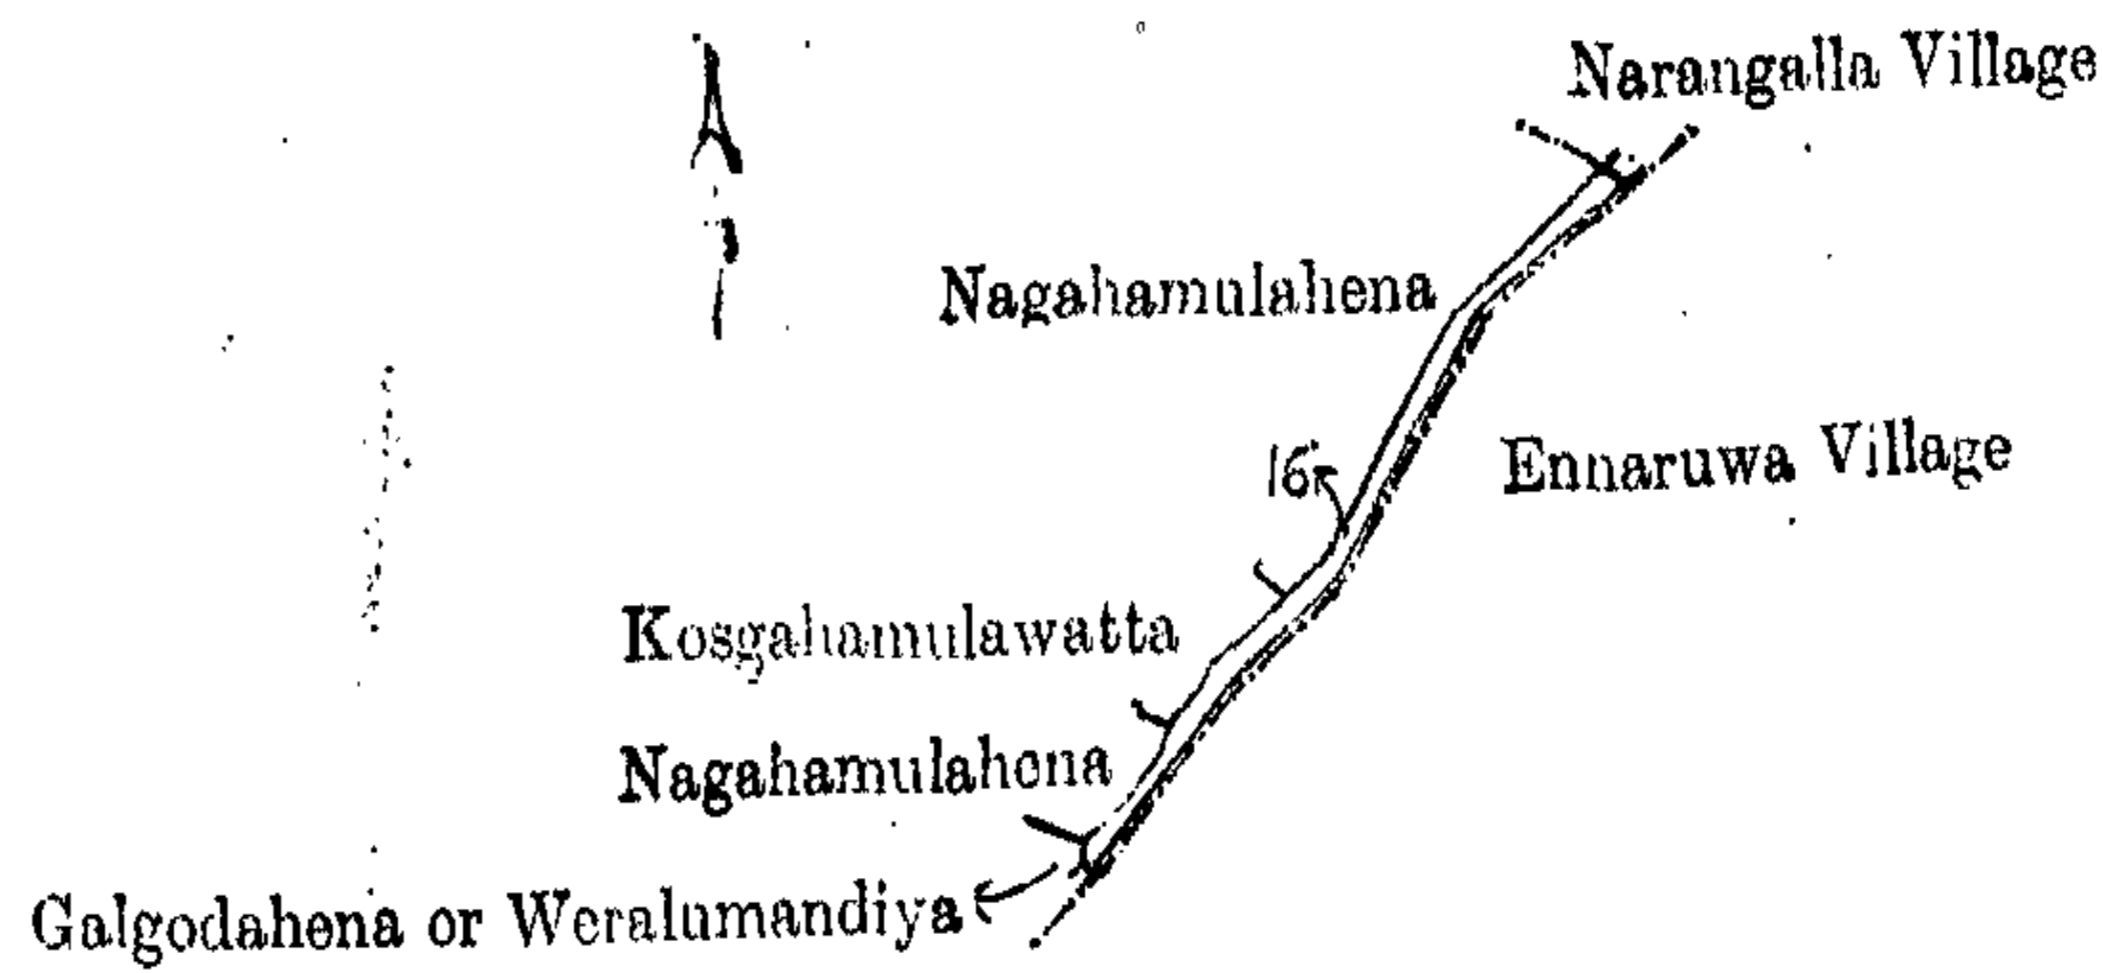 Narangalla Village
Nagahamulahena
16
Ennaruwa Village
Kosgahamulawatta
Nagahamulahena
Galgodahena or Weralumandiya